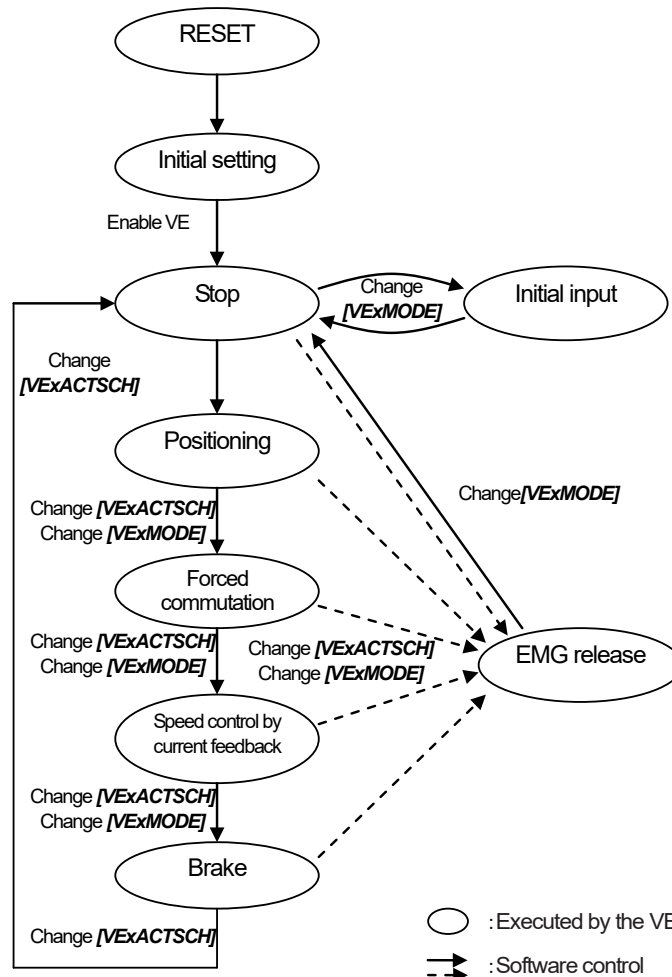 RESET
Initial setting
Enable VE
Stop
Change
[VExMODE]
Initial input
Change
[VExACTSCH]
Positioning
Change [VExACTSCH]
Change [VExMODE]
Change[VExMODE]
Forced
commutation
Change [VExACTSCH]
Change [VExMODE]
Change [VExACTSCH]
Change [VExMODE]
EMG release
Speed control by
current feedback
Change [VExACTSCH]
Change [VExMODE]
Brake
Change [VExACTSCH]
: Executed by the VE
: Software control